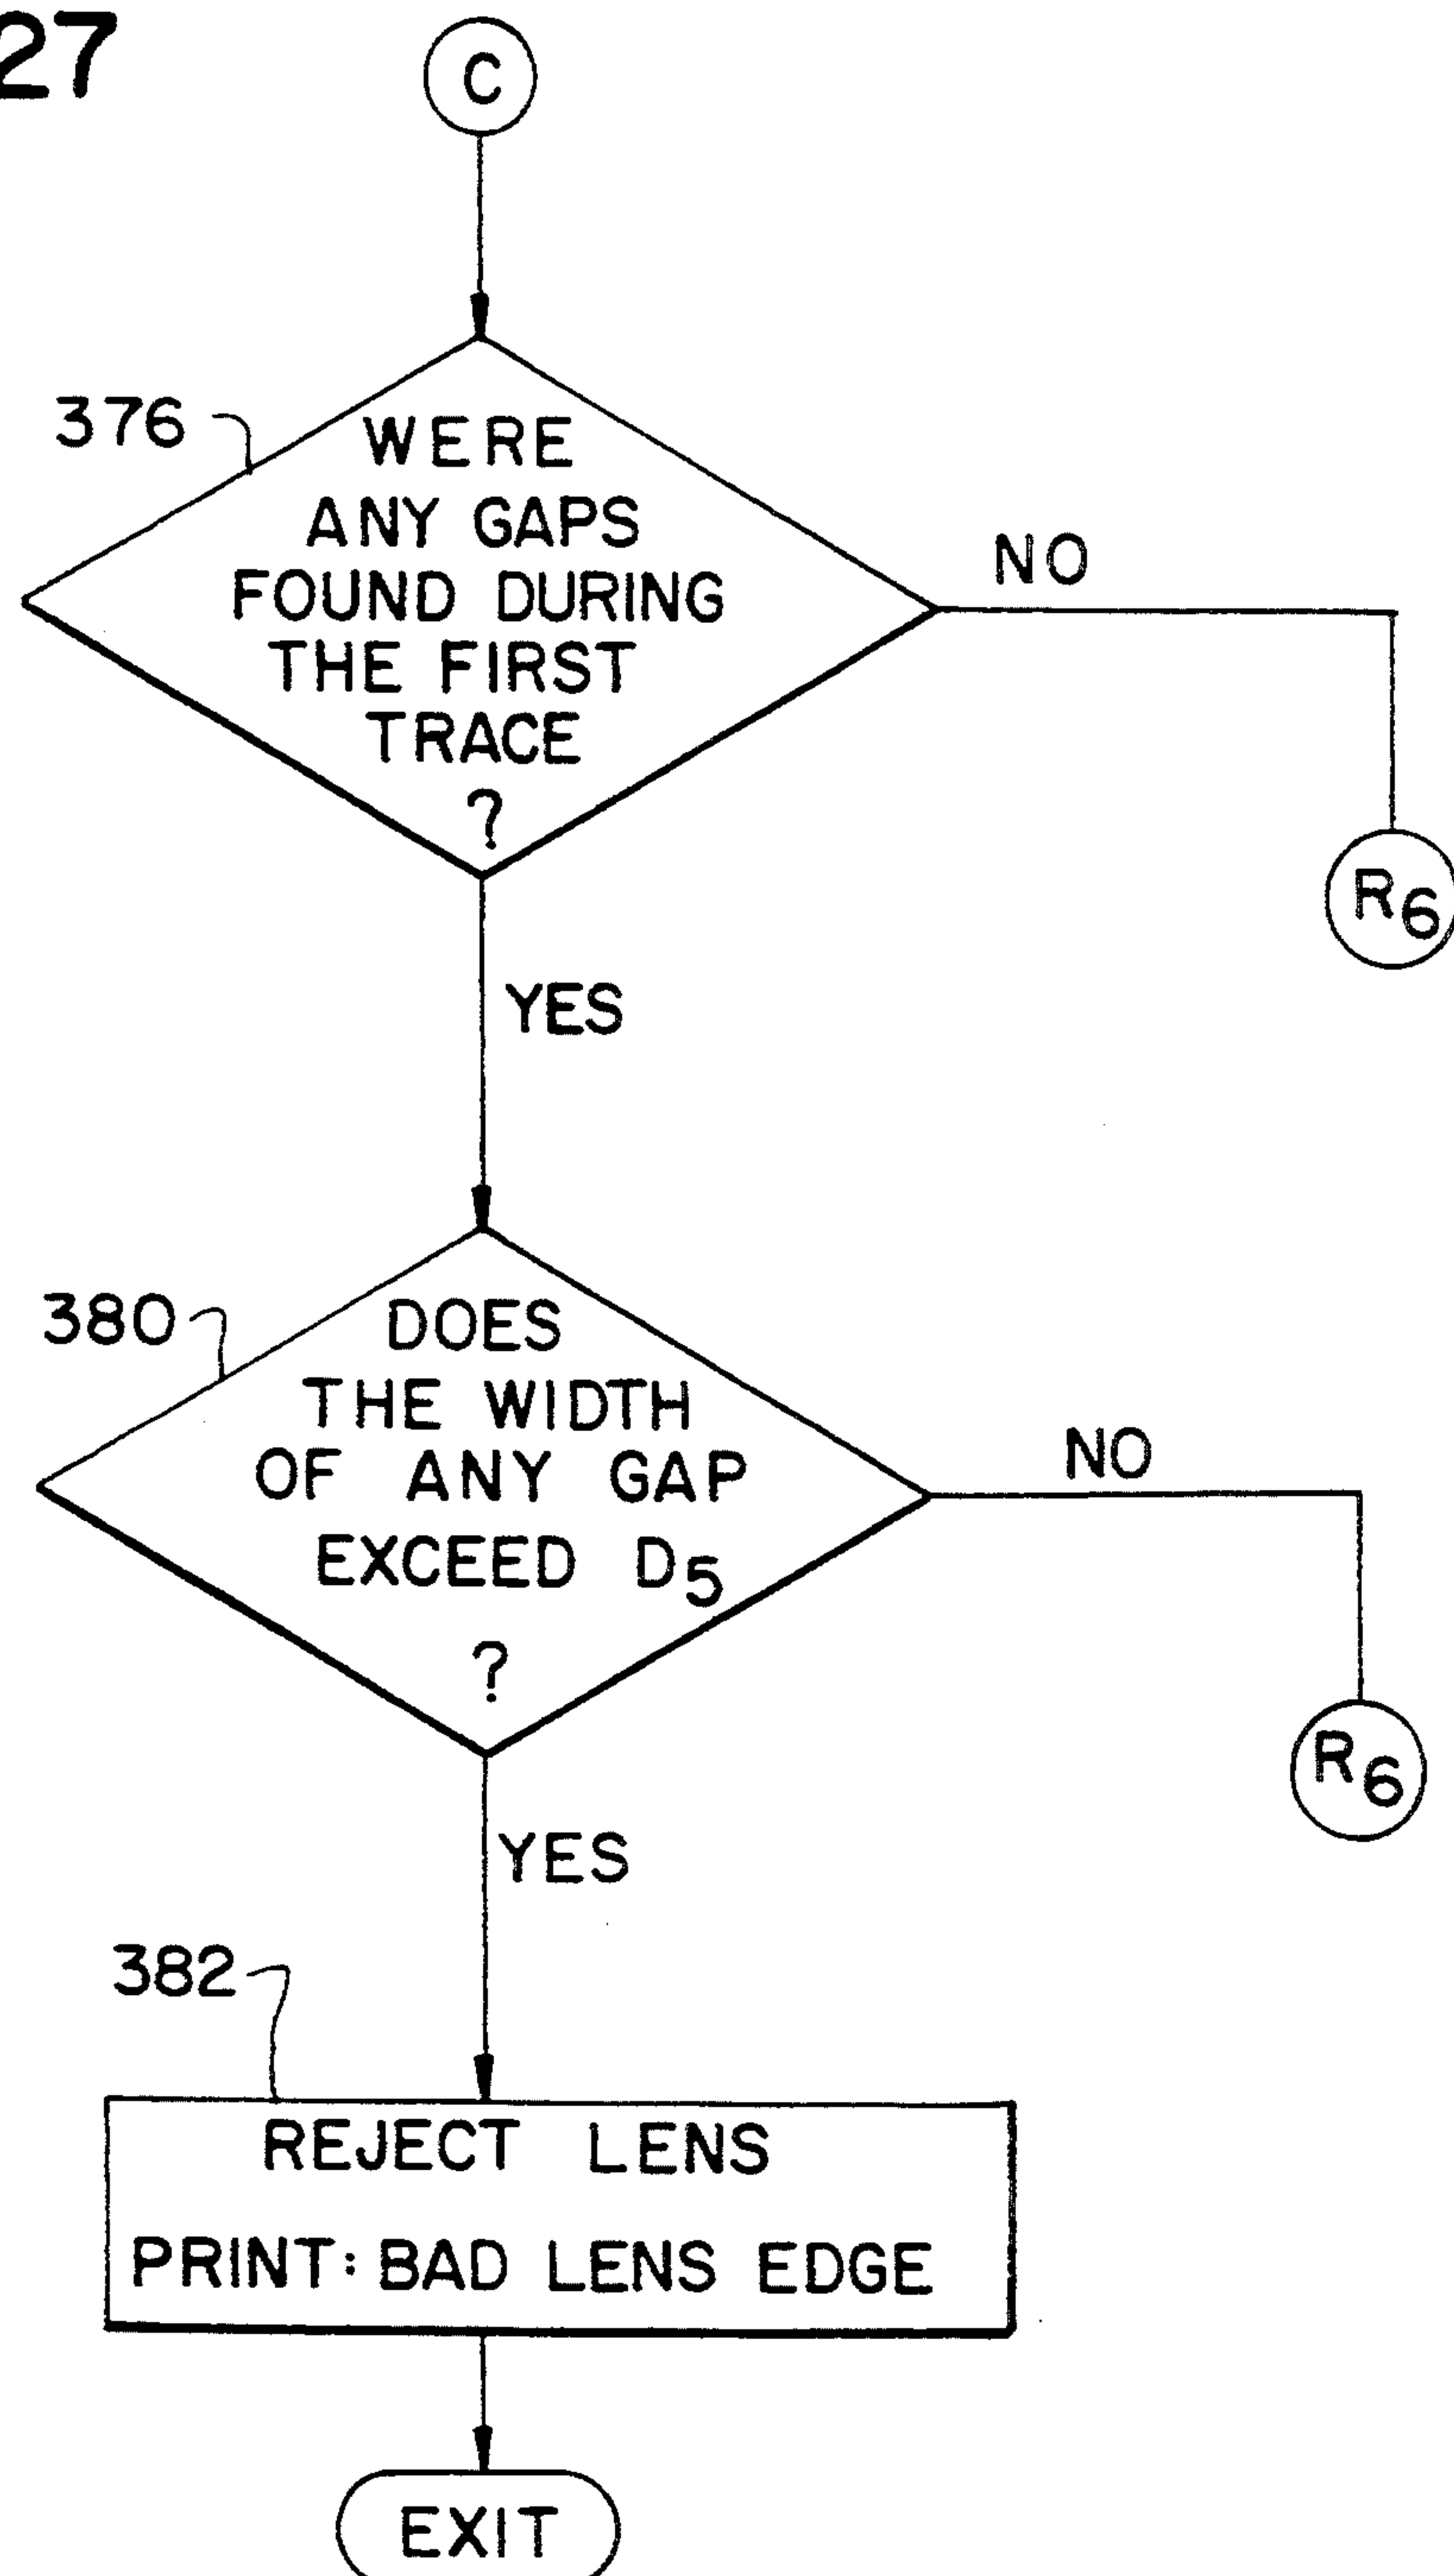 27
C
376
WERE
ANY GAPS
FOUND DURING
THE FIRST
TRACE
?
NO
R6
YES
380
DOES
THE WIDTH
OF ANY GAP
EXCEED D5
?
NO
R6
YES
382
REJECT LENS
PRINT: BAD LENS EDGE
EXIT